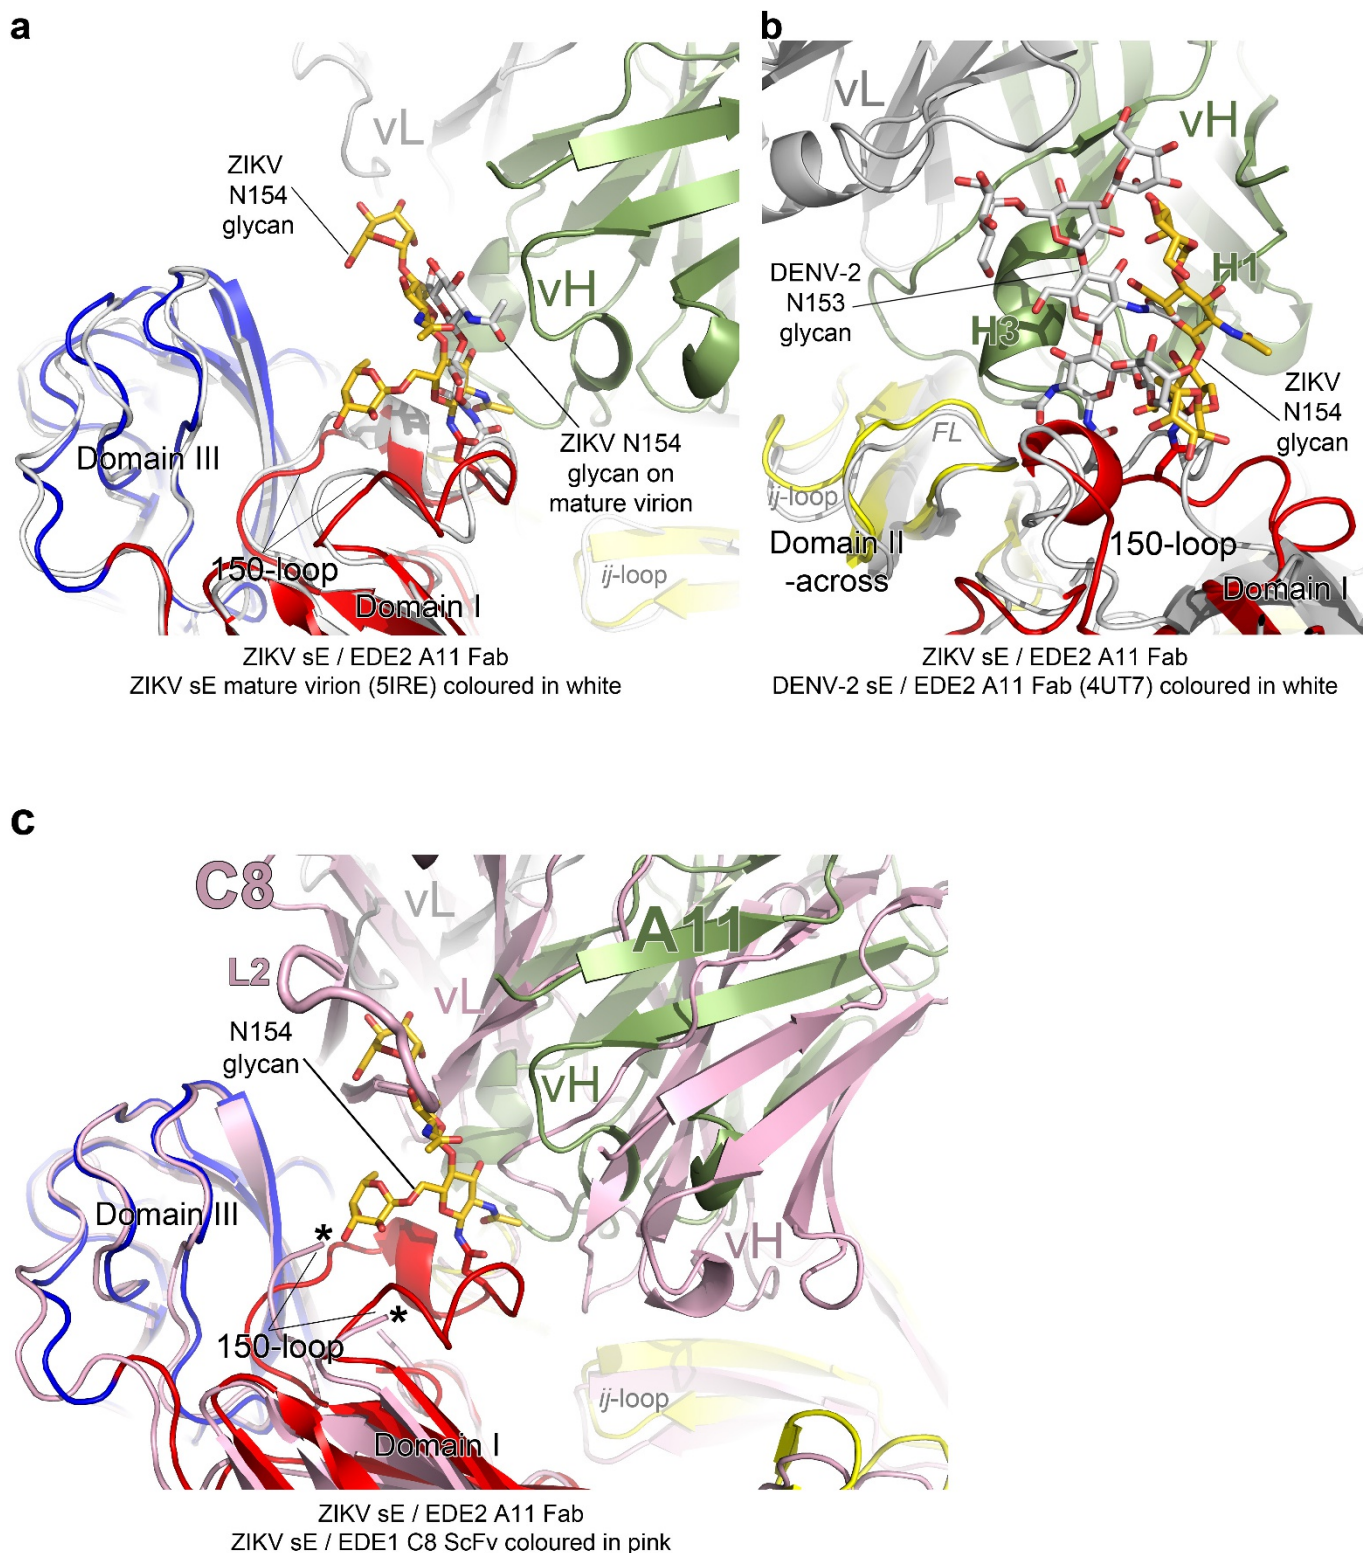 a
vL
ZIKV
N154
glycan
vH
Domain III
ZIKV N154
glycan on
mature virion
150-loop
ij-loop
Domain I
ZIKV sE / EDE2 A11 Fab
ZIKV sE mature virion (5IRE) coloured in white
b
vL
vH
DENV-2
N153
glycan
H1
H3
ZIKV
N154
glycan
FL
ij-loop
Domain II
-across
150-loop
Domain I
ZIKV sE / EDE2 A11 Fab
DENV-2 sE / EDE2 A11 Fab (4UT7) coloured in white
c
C8
vL
A11
L2
vL
N154
glycan
vH
Domain III
*
vH
*
150-loop
ij-loop
Domain I
ZIKV sE / EDE2 A11 Fab
ZIKV sE / EDE1 C8 ScFv coloured in pink